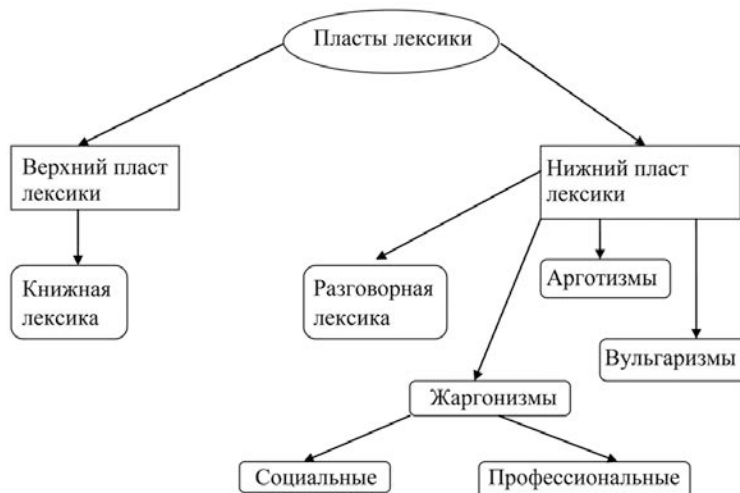 Пласты лексики
Верхний пласт
лексики
Нижний пласт
лексики
Книжная
лексика
Разговорная
лексика
Арготизмы
Вульгаризмы
Жаргонизмы
Социальные
Профессиональные